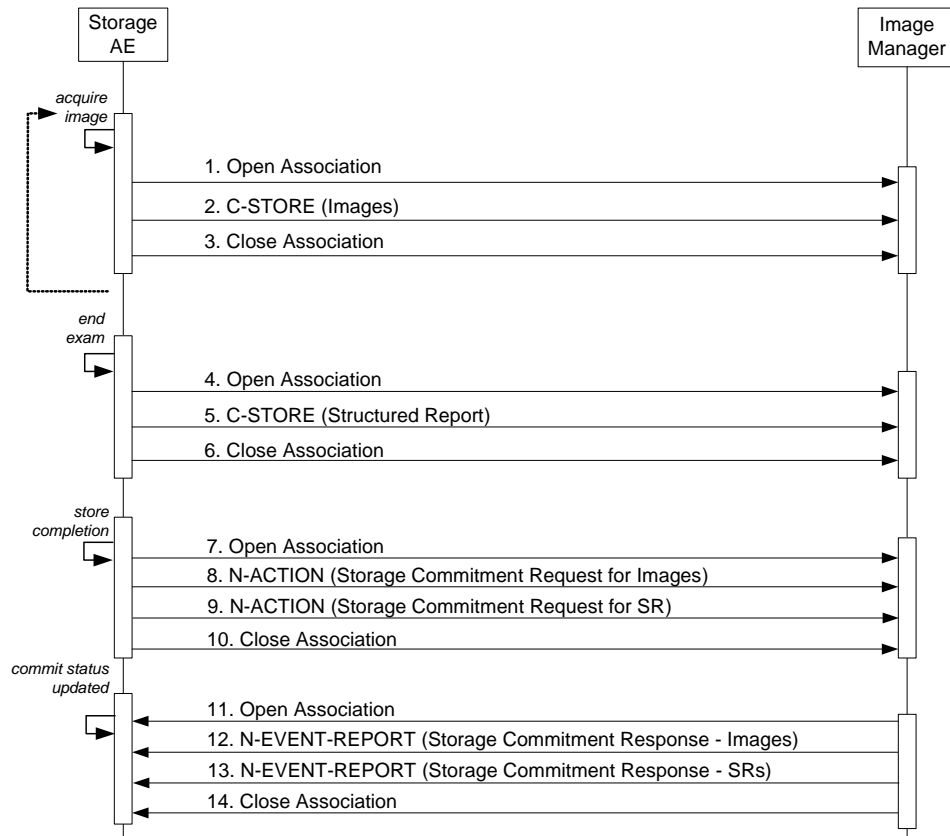 Storage
AE
Image
Manager
acquire
image
1. Open Association
2. C-STORE (Images)
3. Close Association
end
exam
4. Open Association
5. C-STORE (Structured Report)
6. Close Association
store
completion
7. Open Association
8. N-ACTION (Storage Commitment Request for Images)
9. N-ACTION (Storage Commitment Request for SR)
10. Close Association
commit status
updated
11. Open Association
12. N-EVENT-REPORT (Storage Commitment Response - Images)
13. N-EVENT-REPORT (Storage Commitment Response - SRs)
14. Close Association